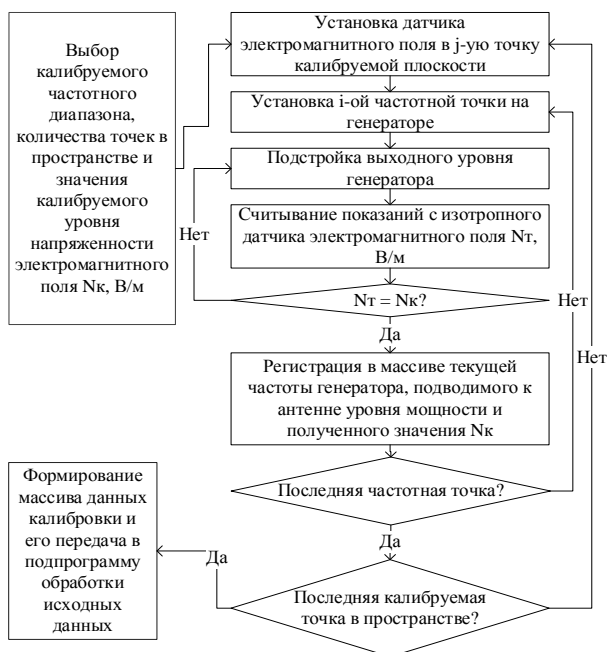 Выбор
калибруемого
частотного
диапазона,
количества точек в
пространстве и
значения
калибруемого
уровня
напряженности
электромагнитного
поля Nк, В/м
Установка датчика
электромагнитного поля в j-ую точку
калибруемой плоскости
Установка i-ой частотной точки на
генераторе
Подстройка выходного уровня
генератора
Нет
Считывание показаний с изотропного
датчика электромагнитного поля Nт,
В/м
Nт = Nк?
Нет
Да
Нет
Регистрация в массиве текущей
частоты генератора, подводимого к
антенне уровня мощности и
полученного значения Nк
Последняя частотная точка?
Да
Формирование
массива данных
калибровки и
его передача в
подпрограмму
обработки
исходных
данных
Да
Последняя калибруемая
точка в пространстве?